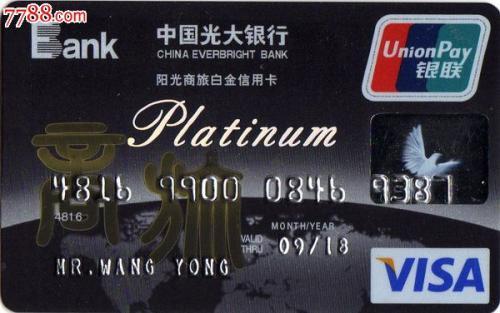 7788.com
Bank
中国光大银行
CHINA EVERBRIGHT BANK
阳光商旅白金信用卡
UnionPay
银联
Platinum
商旅
4816 9900 0846 9387
4816
MONTH/YEAR
VALID
THRU
09/18
MR.WANG YONG
VISA